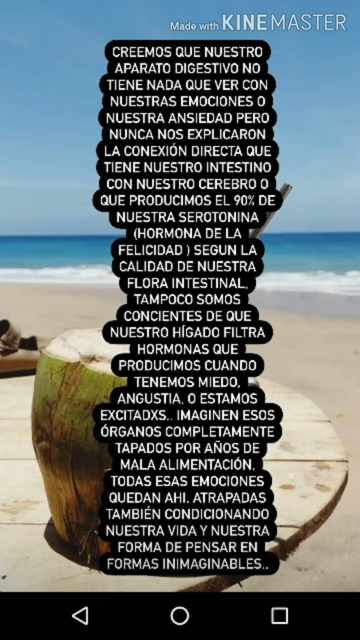 Made with KINEMASTER
CREEMOS QUE NUESTRO
APARATO DIGESTIVO NO
TIENE NADA QUE VER CON
NUESTRAS EMOCIONES O
NUESTRA ANSIEDAD PERO
NUNCA NOS EXPLICARON
LA CONEXIÓN DIRECTA QUE
TIENE NUESTRO INTESTINO
CON NUESTRO CEREBRO O
QUE PRODUCIMOS EL 90% DE
NUESTRA SEROTONINA
(HORMONA DE LA
FELICIDAD ) SEGUN LA
CALIDAD DE NUESTRA
FLORA INTESTINAL,
TAMPOCO SOMOS
CONCIENTES DE QUE
NUESTRO HÍGADO FILTRA
HORMONAS QUE
PRODUCIMOS CUANDO
TENEMOS MIEDO,
ANGUSTIA, O ESTAMOS
EXCITADXS.. IMAGINEN ESOS
ÓRGANOS COMPLETAMENTE
TAPADOS POR AÑOS DE
MALA ALIMENTACIÓN.
TODAS ESAS EMOCIONES
QUEDAN AHI, ATRAPADAS
TAMBIÉN CONDICIONANDO
NUESTRA VIDA Y NUESTRA
FORMA DE PENSAR EN
FORMAS INIMAGINABLES..